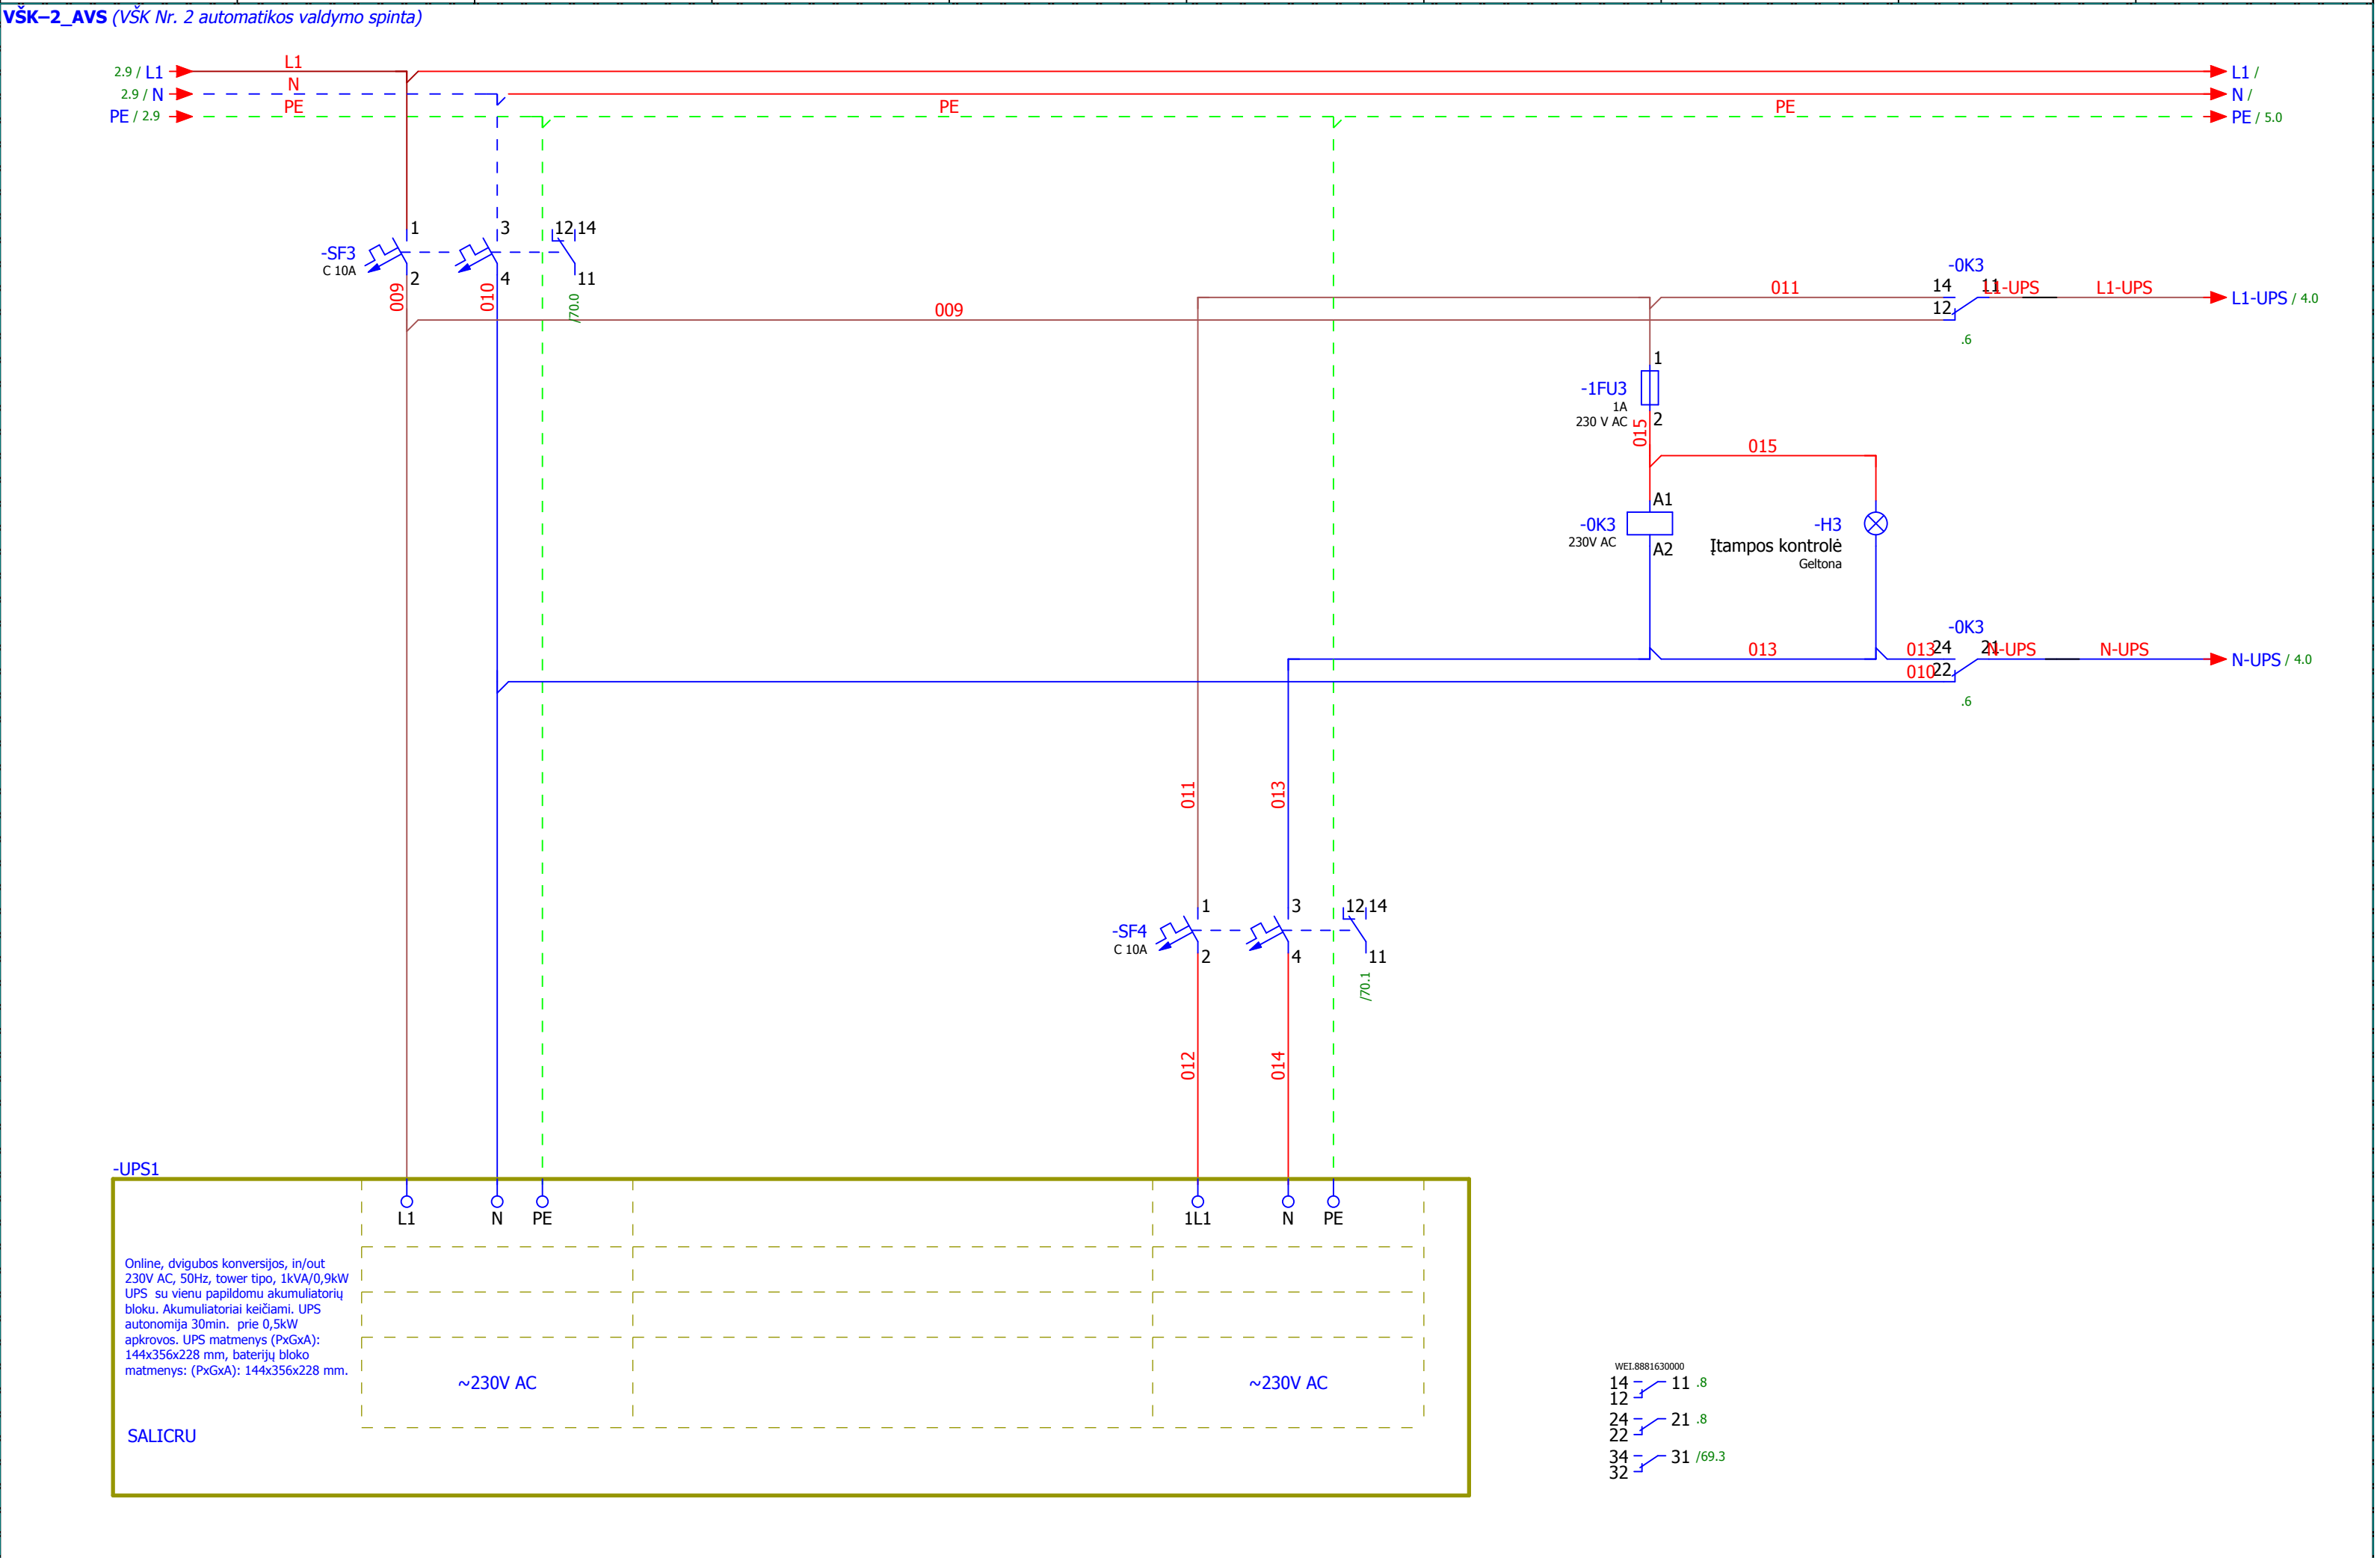 VŠK–2_AVS (VŠK Nr. 2 automatikos valdymo spinta)
2.9 / L1
L1
L1 /
2.9 / N
N
N /
PE / 2.9
PE
PE
PE
PE / 5.0
-SF3
C 10A
1
2
3
4
12
14
11
/70.0
009
010
009
011
-0K3
14
11
12
L1-UPS
L1-UPS
L1-UPS / 4.0
.6
-1FU3
1A
230 V AC
1
2
015
015
-0K3
230V AC
A1
A2
-H3
Įtampos kontrolė
Geltona
013
-0K3
013
24
21
N-UPS
N-UPS
N-UPS / 4.0
010
22
.6
011
013
-SF4
C 10A
1
2
3
4
12
14
11
/70.1
012
014
-UPS1
L1
N
PE
1L1
N
PE
Online, dvigubos konversijos, in/out
230V AC, 50Hz, tower tipo, 1kVA/0,9kW
UPS su vienu papildomu akumuliatorių
bloku. Akumuliatoriai keičiami. UPS
autonomija 30min. prie 0,5kW
apkrovos. UPS matmenys (PxGxA):
144x356x228 mm, baterijų bloko
matmenys: (PxGxA): 144x356x228 mm.
~230V AC
~230V AC
SALICRU
WEI.8881630000
14
11 .8
12
24
21 .8
22
34
31 /69.3
32